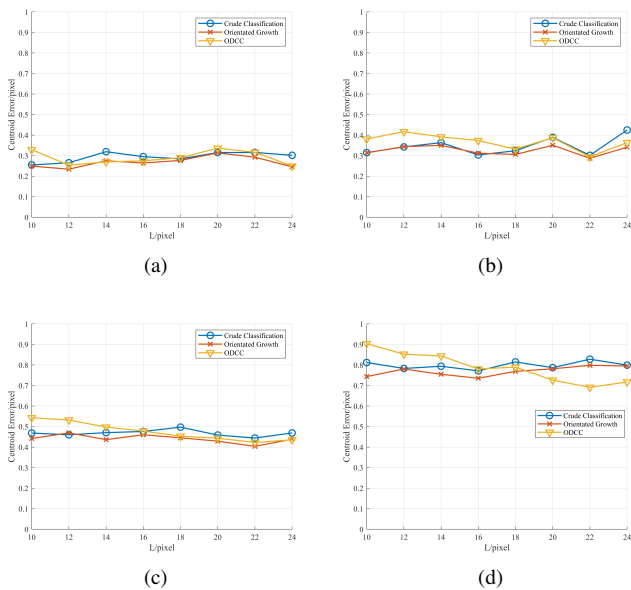 1
0.9
0.8
0.7
0.6
0.5
0.4
0.3
0.2
0.1
0
Centroid Error/pixel
Crude Classification
Orientated Growth
ODCC
10 12 14 16 18 20 22 24
L/pixel
(a)
1
0.9
0.8
0.7
0.6
0.5
0.4
0.3
0.2
0.1
0
Centroid Error/pixel
Crude Classification
Orientated Growth
ODCC
10 12 14 16 18 20 22 24
L/pixel
(b)
1
0.9
0.8
0.7
0.6
0.5
0.4
0.3
0.2
0.1
0
Centroid Error/pixel
Crude Classification
Orientated Growth
ODCC
10 12 14 16 18 20 22 24
L/pixel
(c)
1
0.9
0.8
0.7
0.6
0.5
0.4
0.3
0.2
0.1
0
Centroid Error/pixel
Crude Classification
Orientated Growth
ODCC
10 12 14 16 18 20 22 24
L/pixel
(d)